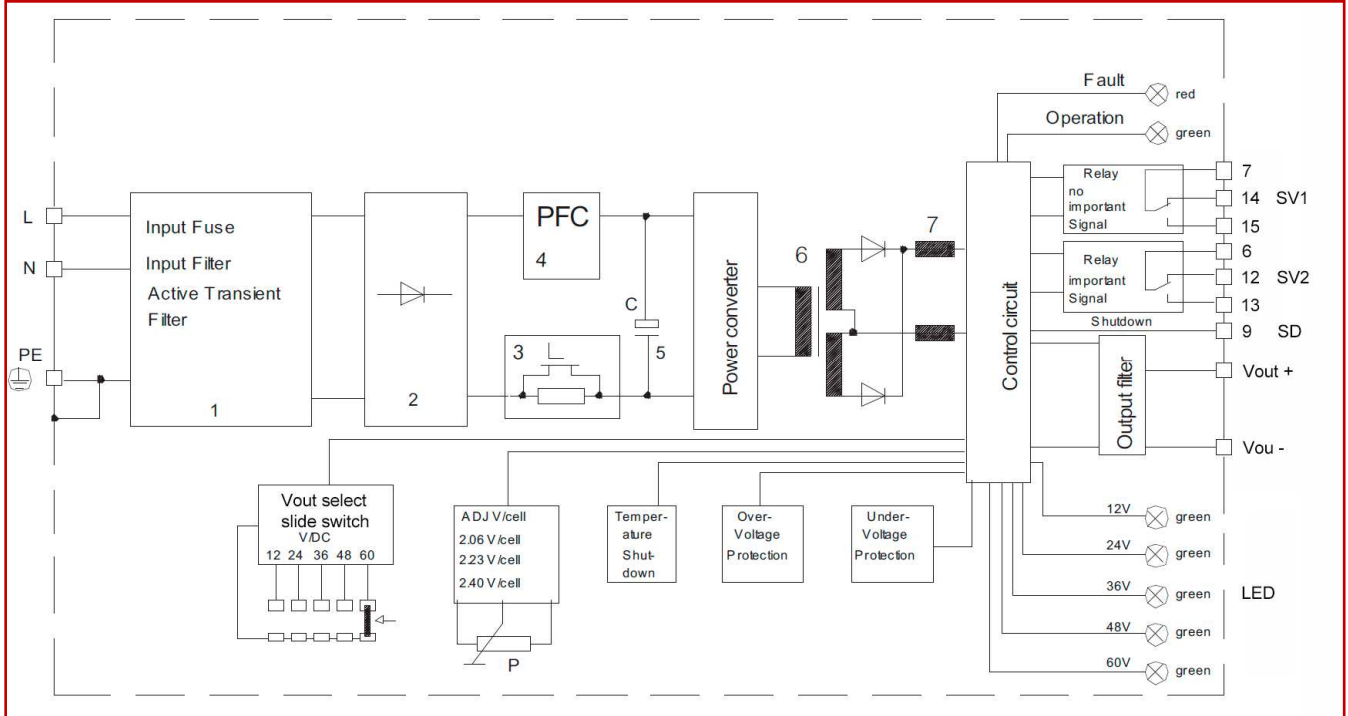 Fault
red
Operation
green
L
N
PE
Input Fuse
Input Filter
Active Transient
Filter
1
2
PFC
4
3
C
5
Power converter
6
7
Control circuit
Relay
no
important
Signal
7
14 SV1
15
Relay
important
Signal
6
12 SV2
13
Shutdown
9 SD
Output filter
Vout +
Vou -
Vout select
slide switch
V/DC
12 24 36 48 60
ADJ V/cell
2.06 V/cell
2.23 V/cell
2.40 V/cell
P
Temper-
ature
Shut-
down
Over-
Voltage
Protection
Under-
Voltage
Protection
12V green
24V green
36V green LED
48V green
60V green